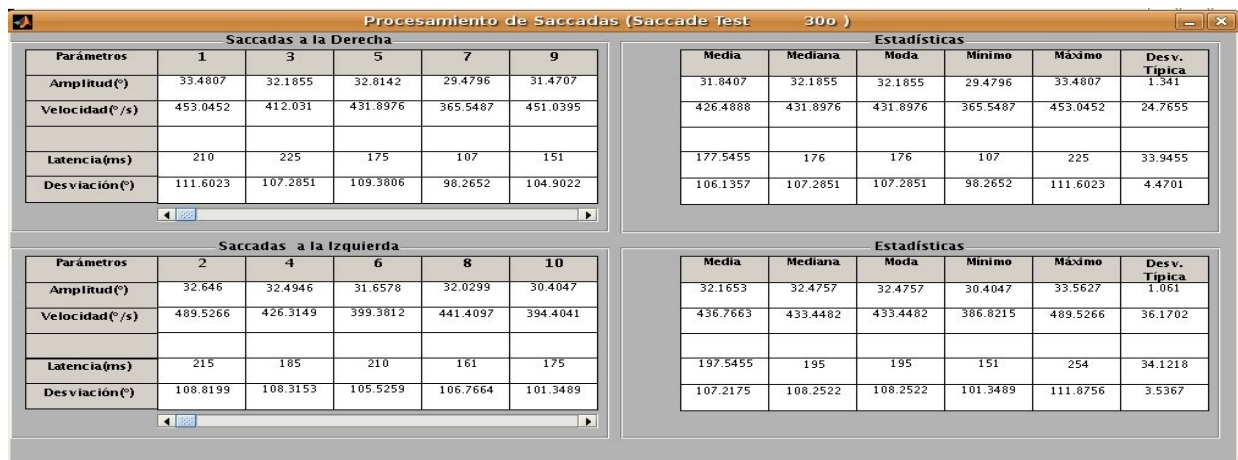 Procesamiento de Saccadas (Saccade Test 30o )
Saccadas a la Derecha
Parámetros 1 3 5 7 9
Amplitud(º) 33.4807 32.1855 32.8142 29.4796 31.4707
Velocidad(º/s) 453.0452 412.031 431.8976 365.5487 451.0395
Latencia(ms) 210 225 175 107 151
Desviación(º) 111.6023 107.2851 109.3806 98.2652 104.9022
Estadísticas
Media Mediana Moda Mínimo Máximo Desv. Típica
31.8407 32.1855 32.1855 29.4796 33.4807 1.341
426.4888 431.8976 431.8976 365.5487 453.0452 24.7655
177.5455 176 176 107 225 33.9455
106.1357 107.2851 107.2851 98.2652 111.6023 4.4701
Saccadas a la Izquierda
Parámetros 2 4 6 8 10
Amplitud(º) 32.646 32.4946 31.6578 32.0299 30.4047
Velocidad(º/s) 489.5266 426.3149 399.3812 441.4097 394.4041
Latencia(ms) 215 185 210 161 175
Desviación(º) 108.8199 108.3153 105.5259 106.7664 101.3489
Estadísticas
Media Mediana Moda Mínimo Máximo Desv. Típica
32.1653 32.4757 32.4757 30.4047 33.5627 1.061
436.7663 433.4482 433.4482 386.8215 489.5266 36.1702
197.5455 195 195 151 254 34.1218
107.2175 108.2522 108.2522 101.3489 111.8756 3.5367